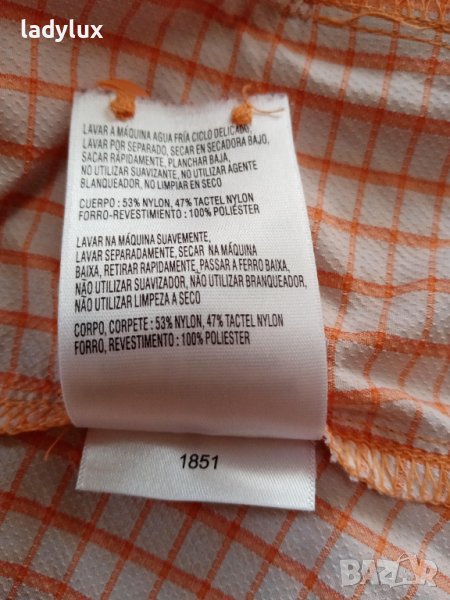 ladylux
LAVAR A MÁQUINA AGUA FRÍA CICLO DELICADO,
LAVAR POR SEPARADO, SECAR EN SECADORA BAJO,
SACAR RÁPIDAMENTE, PLANCHAR BAJA,
NO UTILIZAR SUAVIZANTE, NO UTILIZAR AGENTE
BLANQUEADOR, NO LIMPIAR EN SECO
CUERPO : 53% NYLON, 47% TACTEL NYLON
FORRO-REVESTIMIENTO : 100% POLIÉSTER
LAVAR NA MÁQUINA SUAVEMENTE,
LAVAR SEPARADAMENTE, SECAR NA MÁQUINA
BAIXA, RETIRAR RAPIDAMENTE, PASSAR A FERRO BAIXA,
NÃO UTILIZAR SUAVIZADOR, NÃO UTILIZAR BRANQUEADOR,
NÃO UTILIZAR LIMPEZA A SECO
CORPO, CORPETE : 53% NYLON, 47% TACTEL NYLON
FORRO, REVESTIMENTO : 100% POLIÉSTER
1851
bazar